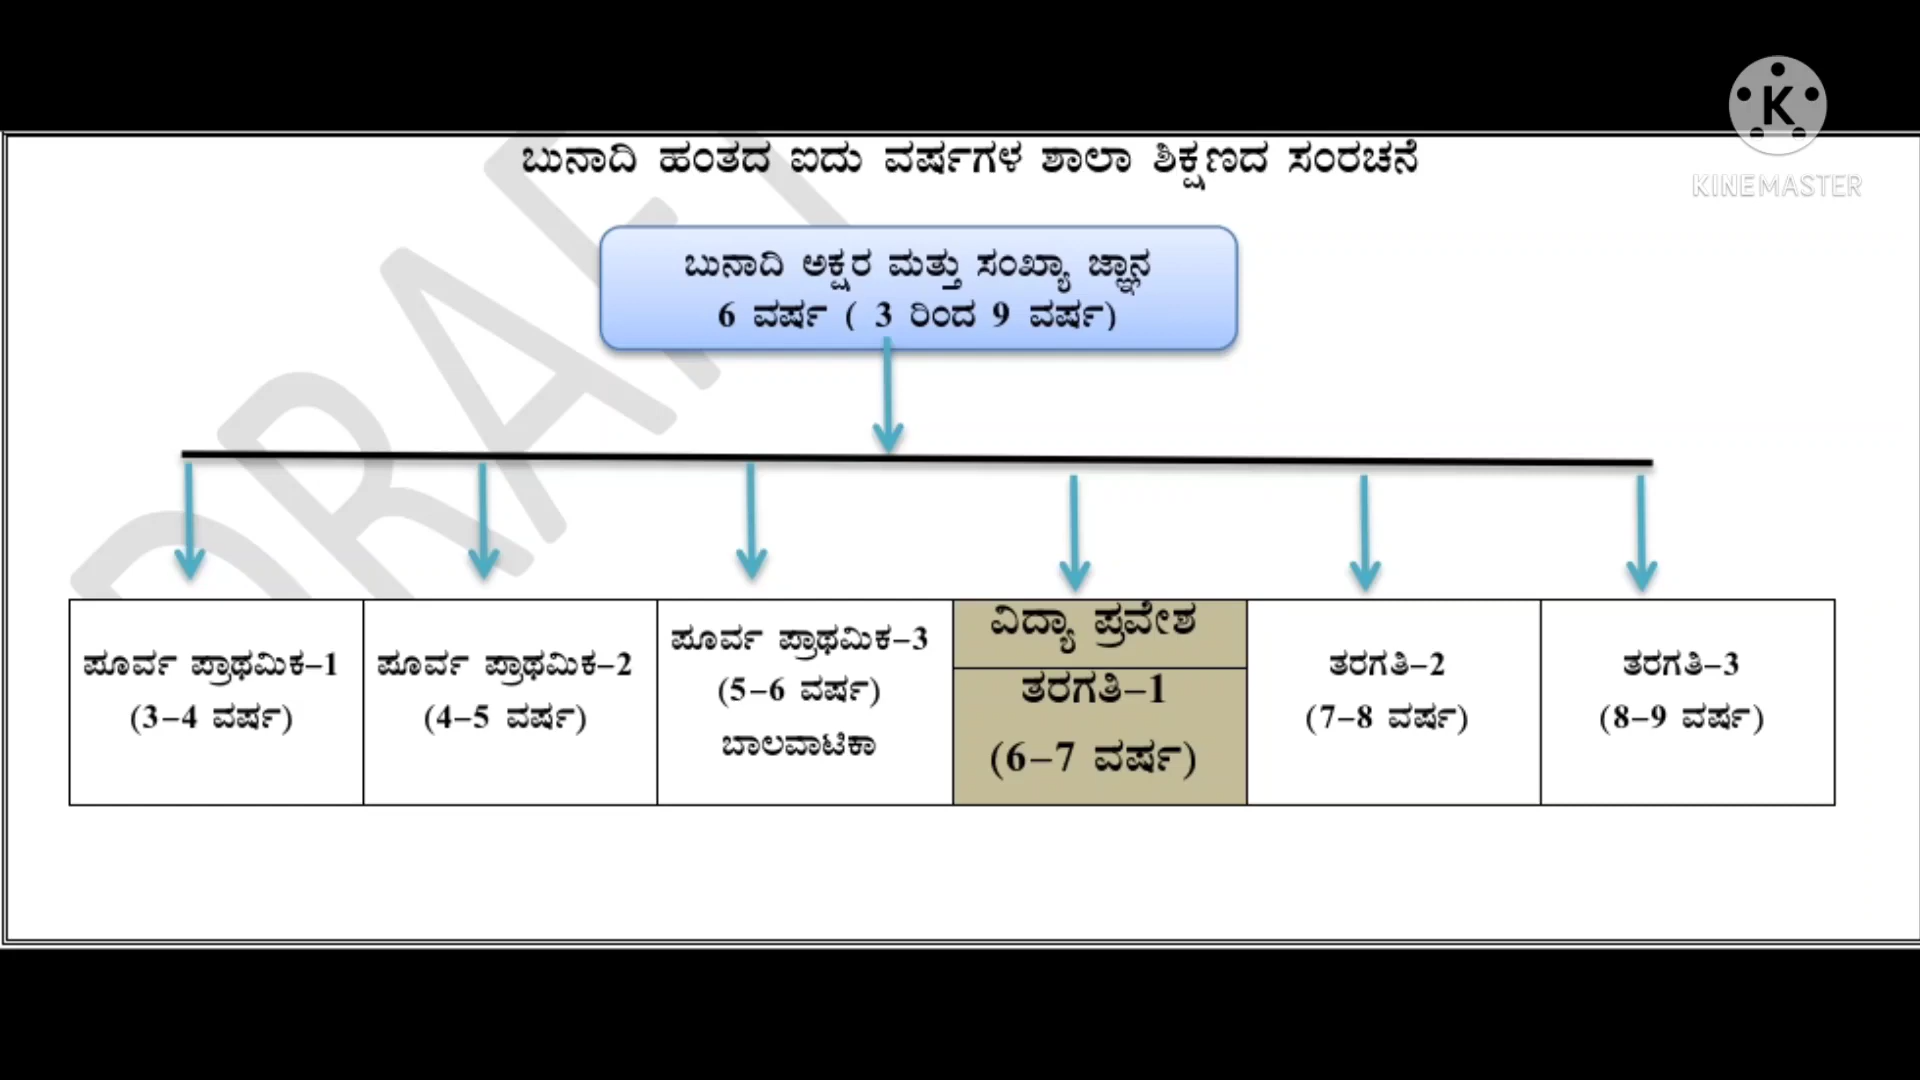 K
KINEMASTER
DRAFT
ಬುನಾದಿ ಹಂತದ ಐದು ವರ್ಷಗಳ ಶಾಲಾ ಶಿಕ್ಷಣದ ಸಂರಚನೆ
ಬುನಾದಿ ಅಕ್ಷರ ಮತ್ತು ಸಂಖ್ಯಾ ಜ್ಞಾನ
6 ವರ್ಷ ( 3 ರಿಂದ 9 ವರ್ಷ)
ಪೂರ್ವ ಪ್ರಾಥಮಿಕ–1
(3–4 ವರ್ಷ)
ಪೂರ್ವ ಪ್ರಾಥಮಿಕ–2
(4–5 ವರ್ಷ)
ಪೂರ್ವ ಪ್ರಾಥಮಿಕ–3
(5–6 ವರ್ಷ)
ಬಾಲವಾಟಿಕಾ
ವಿದ್ಯಾ ಪ್ರವೇಶ
ತರಗತಿ–1
(6–7 ವರ್ಷ)
ತರಗತಿ–2
(7–8 ವರ್ಷ)
ತರಗತಿ–3
(8–9 ವರ್ಷ)